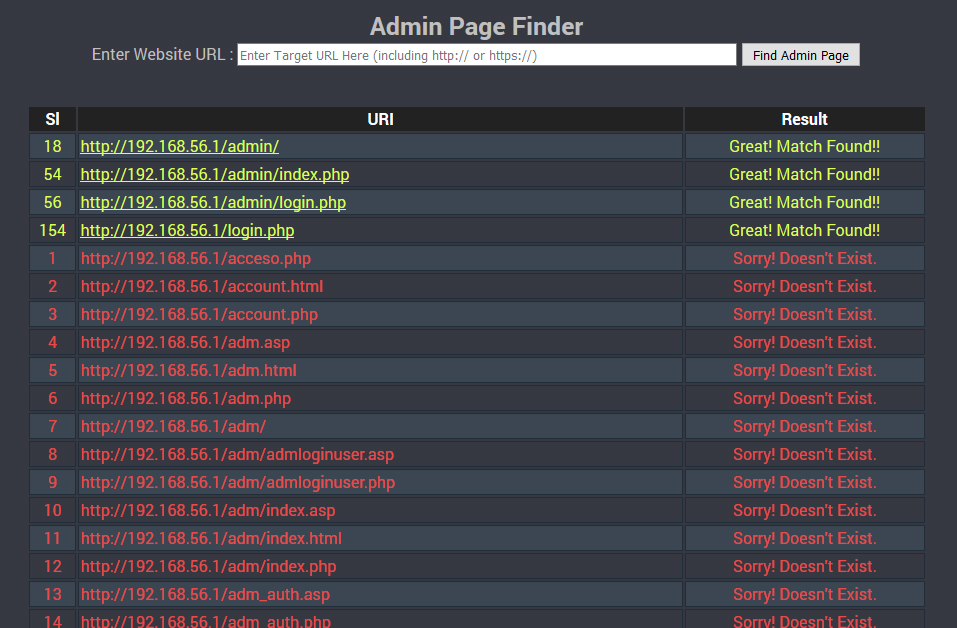 Admin Page Finder
Enter Website URL : Enter Target URL Here (including http:// or https://) Find Admin Page
Sl URI Result
18 http://192.168.56.1/admin/ Great! Match Found!!
54 http://192.168.56.1/admin/index.php Great! Match Found!!
56 http://192.168.56.1/admin/login.php Great! Match Found!!
154 http://192.168.56.1/login.php Great! Match Found!!
1 http://192.168.56.1/acceso.php Sorry! Doesn't Exist.
2 http://192.168.56.1/account.html Sorry! Doesn't Exist.
3 http://192.168.56.1/account.php Sorry! Doesn't Exist.
4 http://192.168.56.1/adm.asp Sorry! Doesn't Exist.
5 http://192.168.56.1/adm.html Sorry! Doesn't Exist.
6 http://192.168.56.1/adm.php Sorry! Doesn't Exist.
7 http://192.168.56.1/adm/ Sorry! Doesn't Exist.
8 http://192.168.56.1/adm/admloginuser.asp Sorry! Doesn't Exist.
9 http://192.168.56.1/adm/admloginuser.php Sorry! Doesn't Exist.
10 http://192.168.56.1/adm/index.asp Sorry! Doesn't Exist.
11 http://192.168.56.1/adm/index.html Sorry! Doesn't Exist.
12 http://192.168.56.1/adm/index.php Sorry! Doesn't Exist.
13 http://192.168.56.1/adm_auth.asp Sorry! Doesn't Exist.
14 http://192.168.56.1/adm_auth.php Sorry! Doesn't Exist.